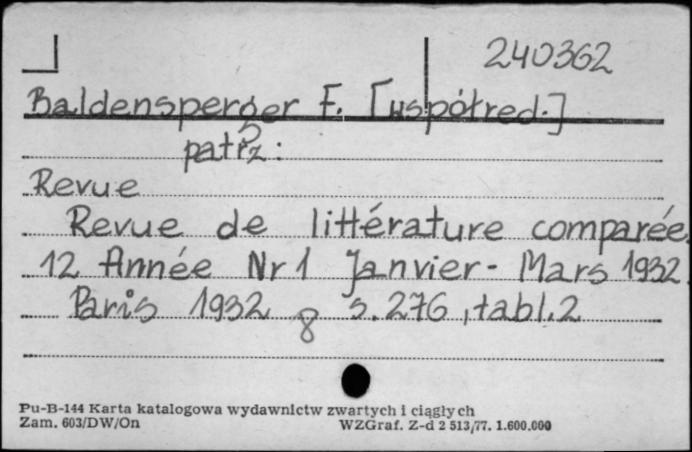 240362
Baldensperger F. [współred.]
patrz:
Revue
Revue de littérature comparée
12 Année Nr 1 Janvier - Mars 1932.
Paris 1932 8 s. 276, tabl. 2
Pu-B-144 Karta katalogowa wydawnictw zwartych i ciągłych
Zam. 603/DW/On WZGraf. Z-d 2 513/77. 1.600.000